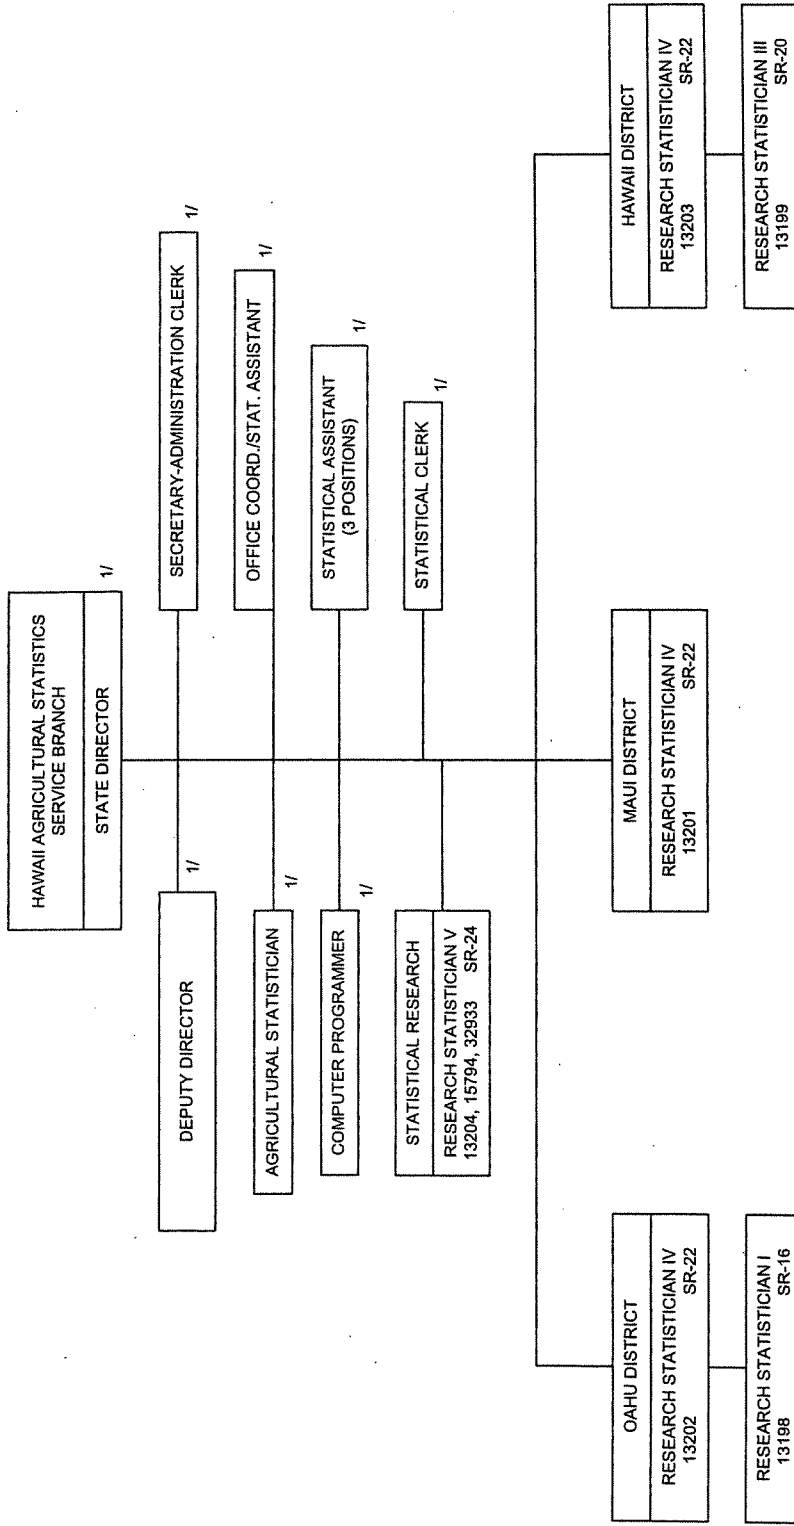 HAWAII AGRICULTURAL STATISTICS
SERVICE BRANCH
STATE DIRECTOR
1/
DEPUTY DIRECTOR
1/
SECRETARY-ADMINISTRATION CLERK
1/
AGRICULTURAL STATISTICIAN
1/
OFFICE COORD./STAT. ASSISTANT
1/
COMPUTER PROGRAMMER
1/
STATISTICAL ASSISTANT
(3 POSITIONS)
1/
STATISTICAL RESEARCH
RESEARCH STATISTICIAN V
13204, 15794, 32933 SR-24
STATISTICAL CLERK
1/
OAHU DISTRICT
RESEARCH STATISTICIAN IV
13202 SR-22
RESEARCH STATISTICIAN I
13198 SR-16
MAUI DISTRICT
RESEARCH STATISTICIAN IV
13201 SR-22
HAWAII DISTRICT
RESEARCH STATISTICIAN IV
13203 SR-22
RESEARCH STATISTICIAN III
13199 SR-20